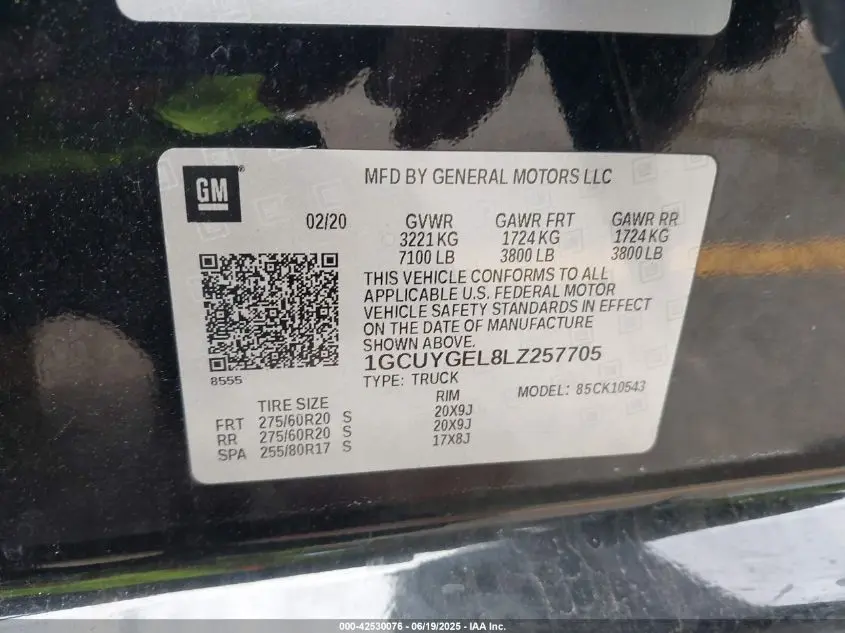 GM
MFD BY GENERAL MOTORS LLC
02/20 GVWR GAWR FRT GAWR RR
3221 KG 1724 KG 1724 KG
7100 LB 3800 LB 3800 LB
THIS VEHICLE CONFORMS TO ALL
APPLICABLE U.S. FEDERAL MOTOR
VEHICLE SAFETY STANDARDS IN EFFECT
ON THE DATE OF MANUFACTURE
SHOWN ABOVE.
1GCUYGEL8LZ257705
8555
TYPE: TRUCK MODEL: 85CK10543
TIRE SIZE RIM
FRT 275/60R20 S 20X9J
RR 275/60R20 S 20X9J
SPA 255/80R17 S 17X8J
000-42530076 - 06/19/2025 - IAA Inc.